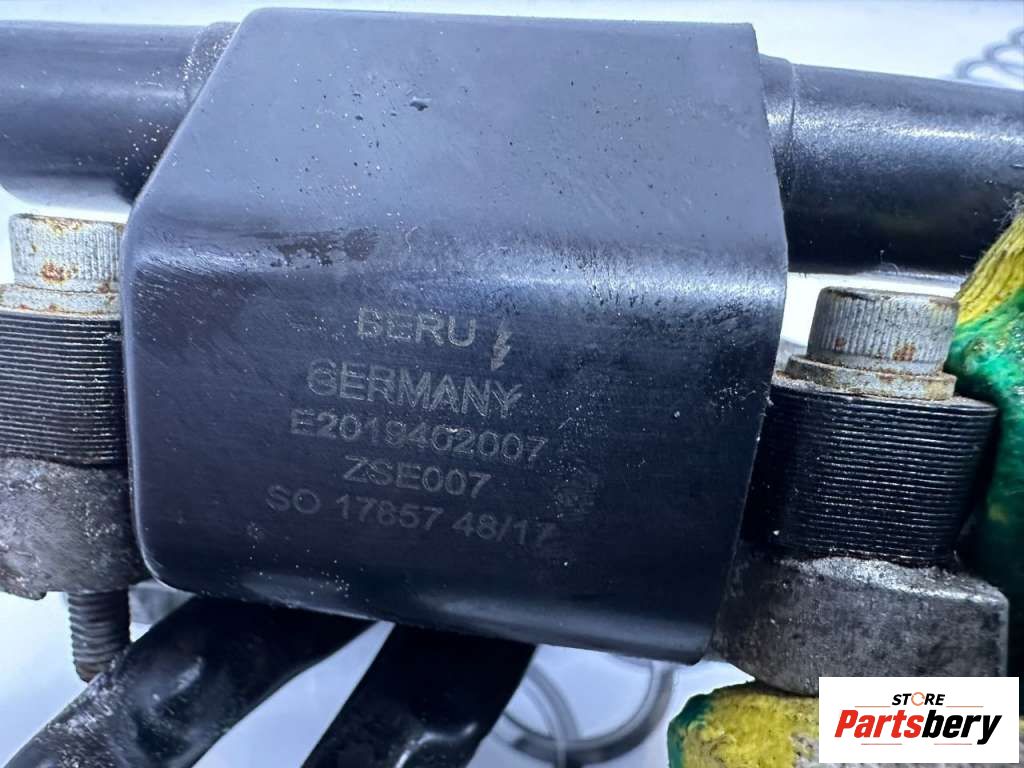 BERU
GERMANY
E2019402007
ZSE007
SO 17857 48/17
STORE
Partsbery